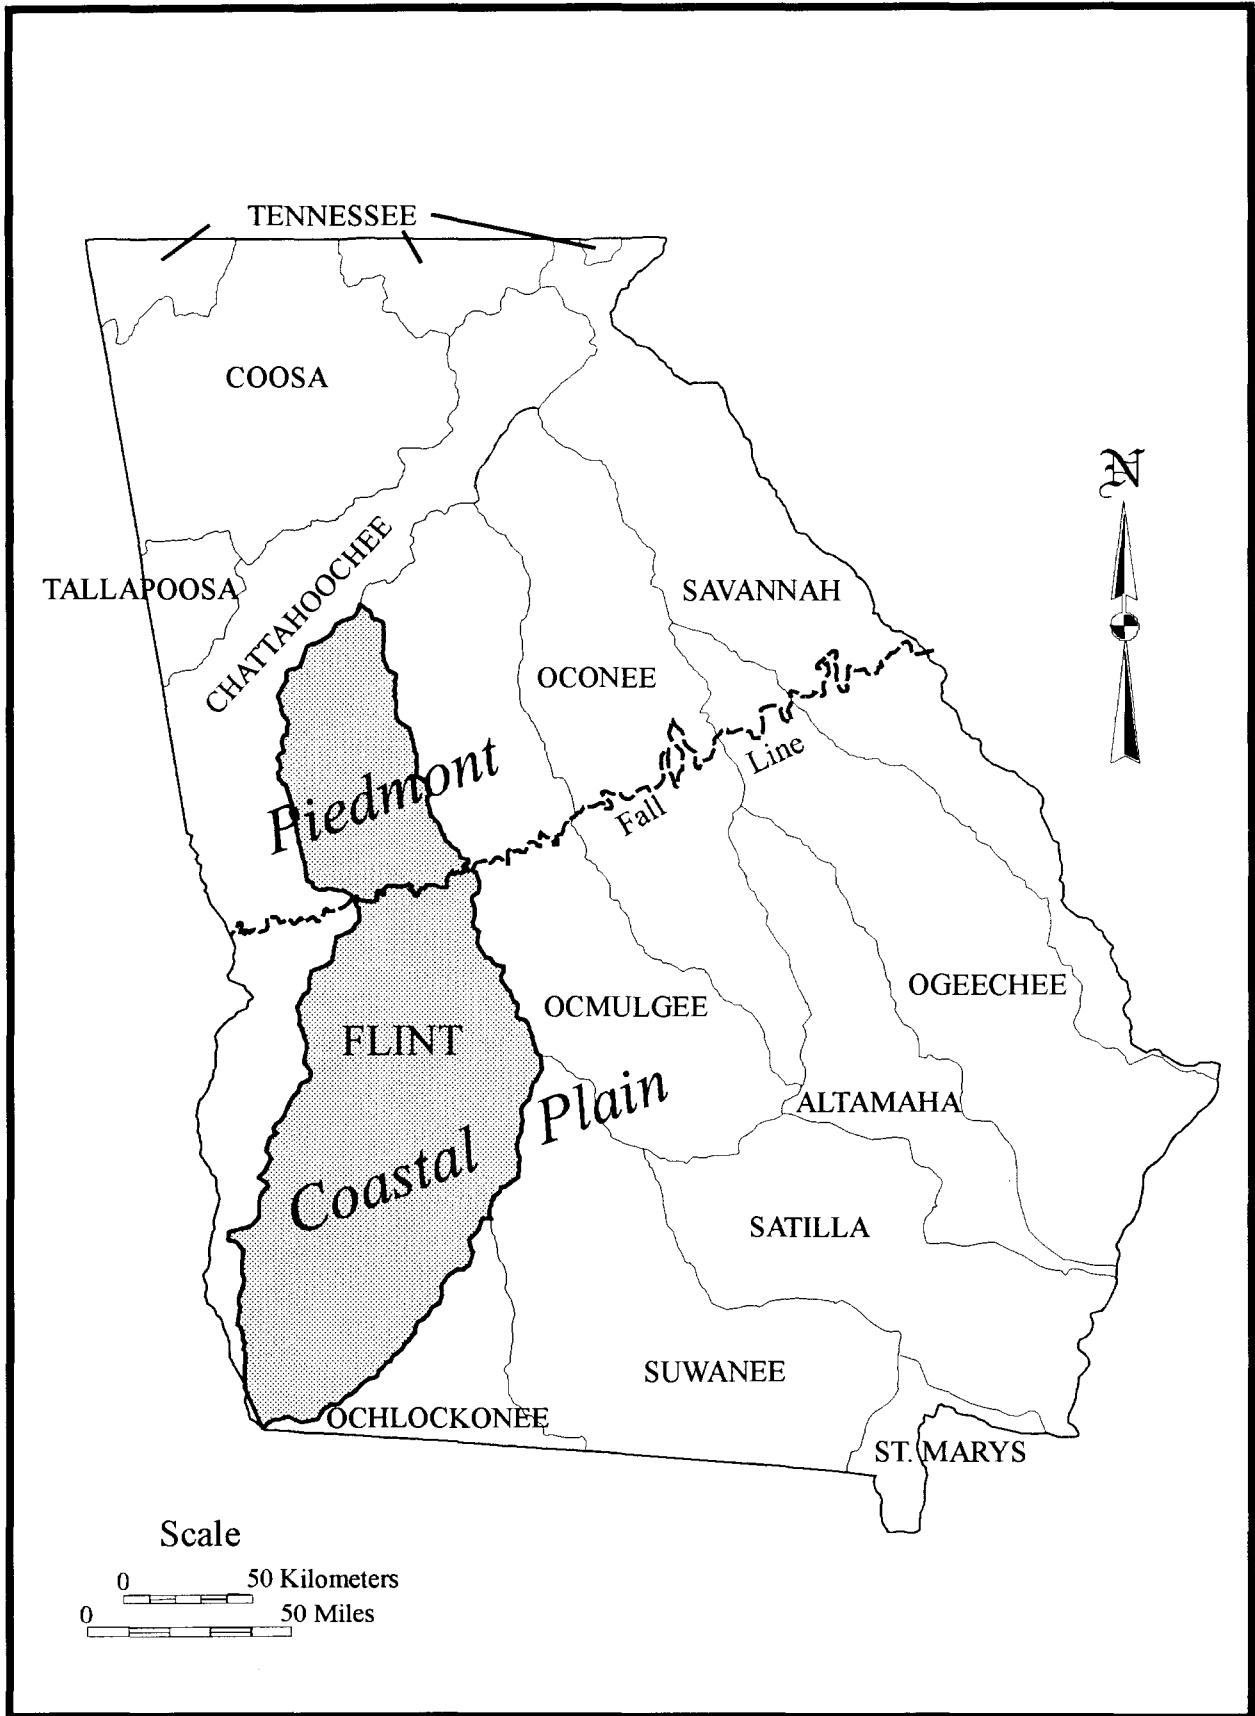 TENNESSEE
COOSA
N
TALLAPOOSA
CHATTAHOOCHEE
SAVANNAH
OCONEE
Piedmont
Fall Line
OCMULGEE
OGEECHEE
FLINT
ALTAMAHA
Coastal Plain
SATILLA
SUWANEE
OCHLOCKONEE
ST. MARYS
Scale
0 50 Kilometers
0 50 Miles